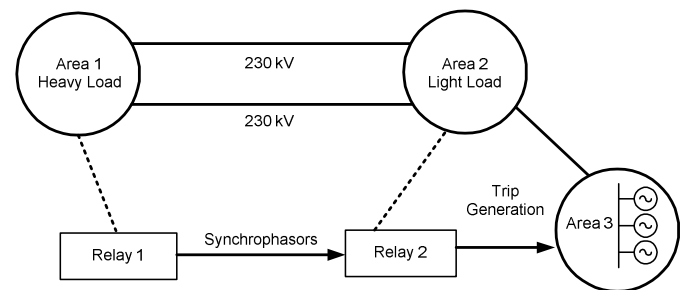 Area 1
Heavy Load
230 kV
230 kV
Area 2
Light Load
Trip
Generation
Area 3
Relay 1
Synchrophasors
Relay 2